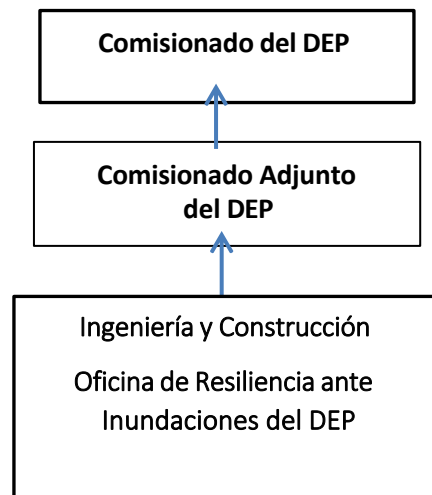 Comisionado del DEP
Comisionado Adjunto
del DEP
Ingeniería y Construcción
Oficina de Resiliencia ante
Inundaciones del DEP